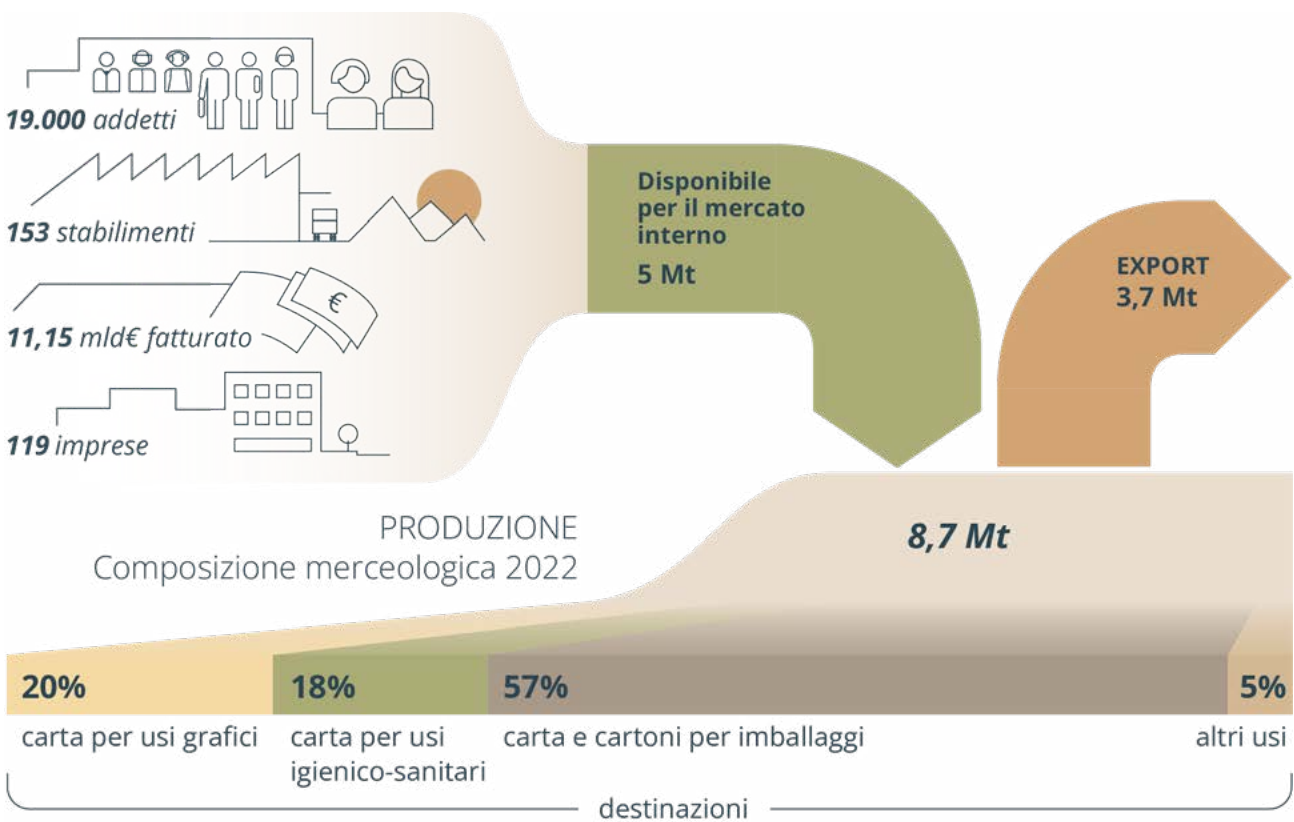 19.000 addetti
153 stabilimenti
€
11,15 mld€ fatturato
119 imprese
Disponibile
per il mercato
interno
5 Mt
EXPORT
3,7 Mt
PRODUZIONE
Composizione merceologica 2022
8,7 Mt
20%
18%
57%
5%
carta per usi grafici
carta per usi
igienico-sanitari
carta e cartoni per imballaggi
altri usi
destinazioni